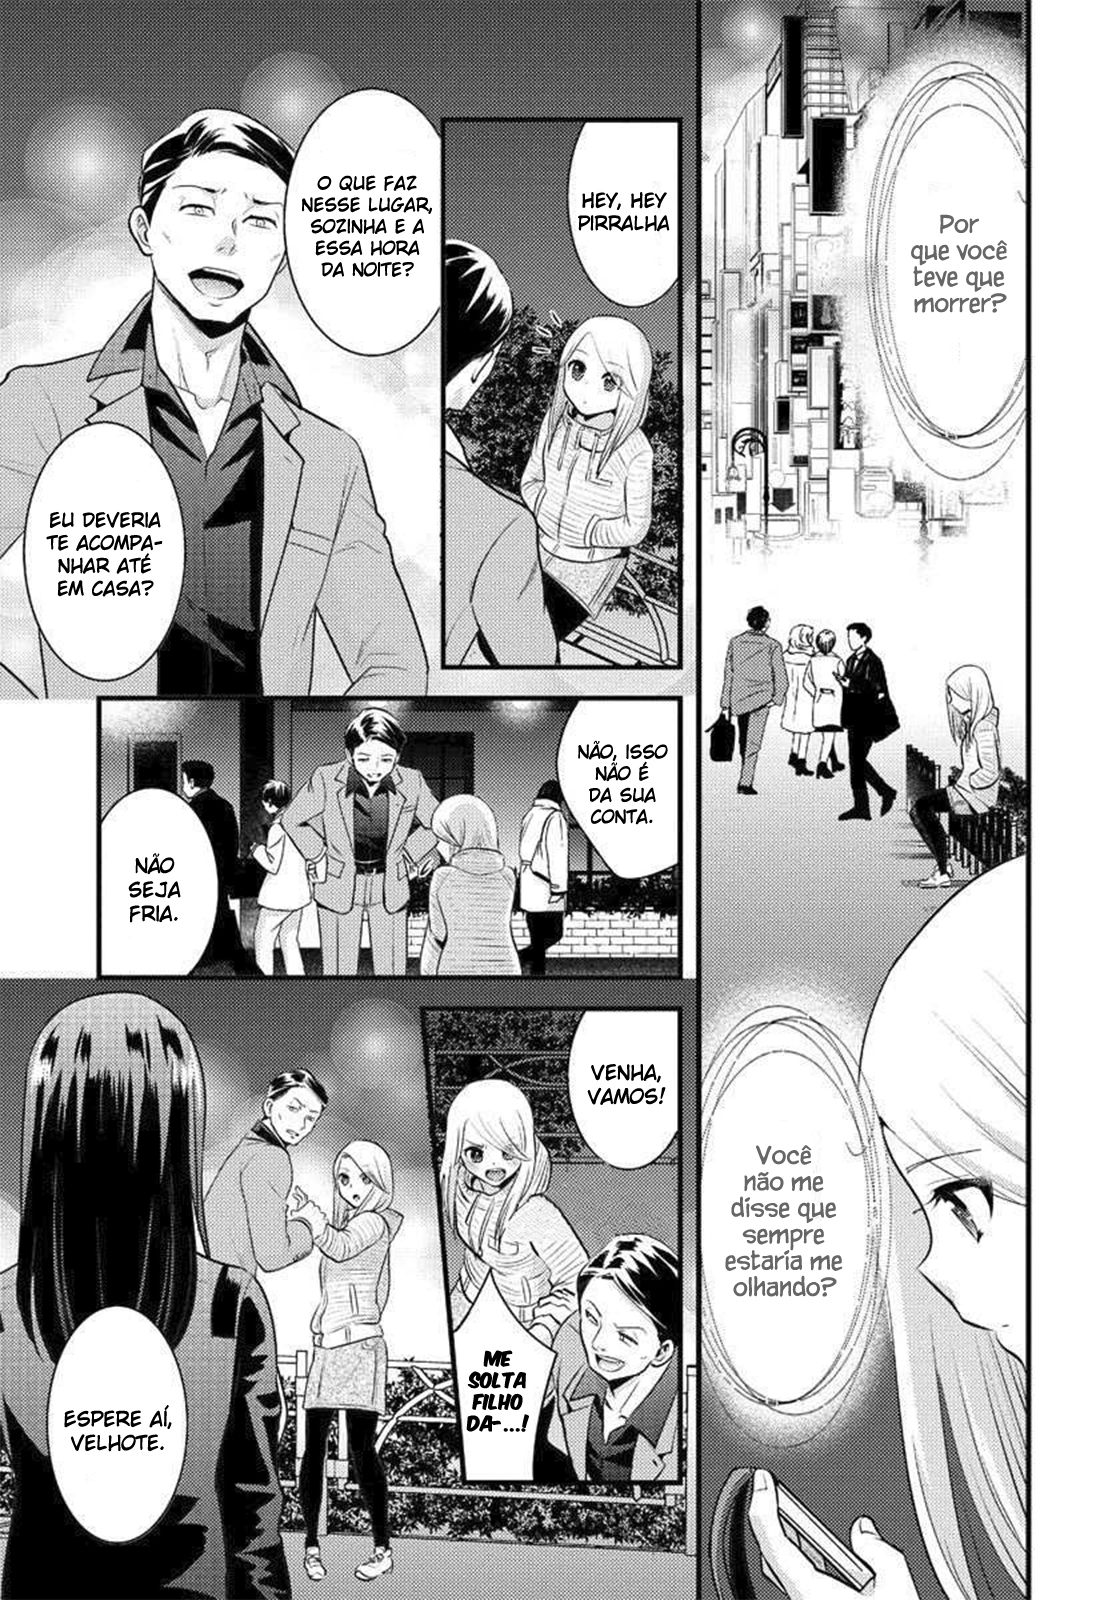 Por
que você
teve que
morrer?
Você
não me
disse que
sempre
estaria me
olhando?
HEY, HEY
PIRRALHA
O QUE FAZ
NESSE LUGAR,
SOZINHA E A
ESSA HORA
DA NOITE?
EU DEVERIA
TE ACOMPA-
NHAR ATÉ
EM CASA?
NÃO, ISSO
NÃO É
DA SUA
CONTA.
NÃO
SEJA
FRIA.
VENHA,
VAMOS!
ME
SOLTA
FILHO
DA-...!
ESPERE AÍ,
VELHOTE.